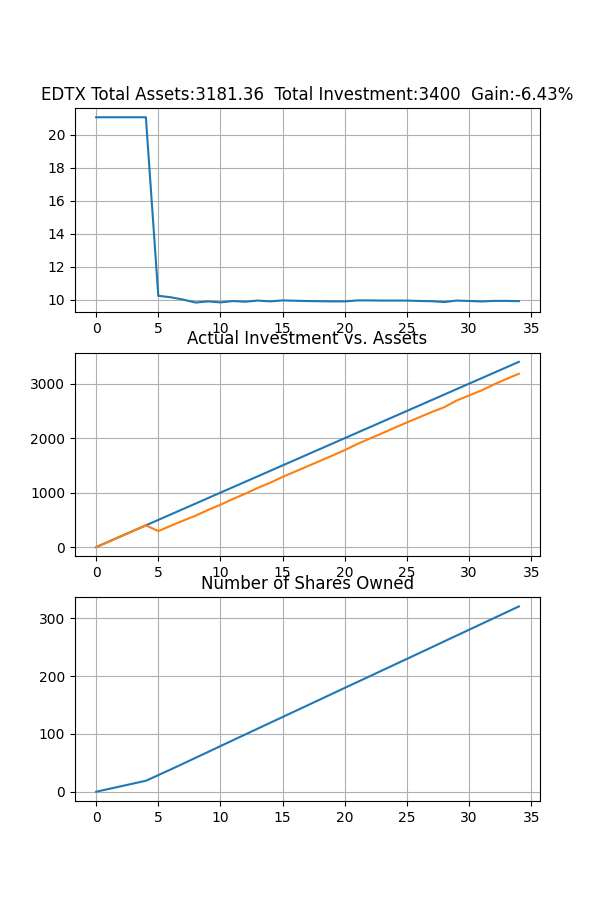 EDTX Total Assets:3181.36  Total Investment:3400  Gain:-6.43%
20
18
16
14
12
10
0 5 10 15 20 25 30 35
Actual Investment vs. Assets
3000
2000
1000
0
0 5 10 15 20 25 30 35
Number of Shares Owned
300
200
100
0
0 5 10 15 20 25 30 35